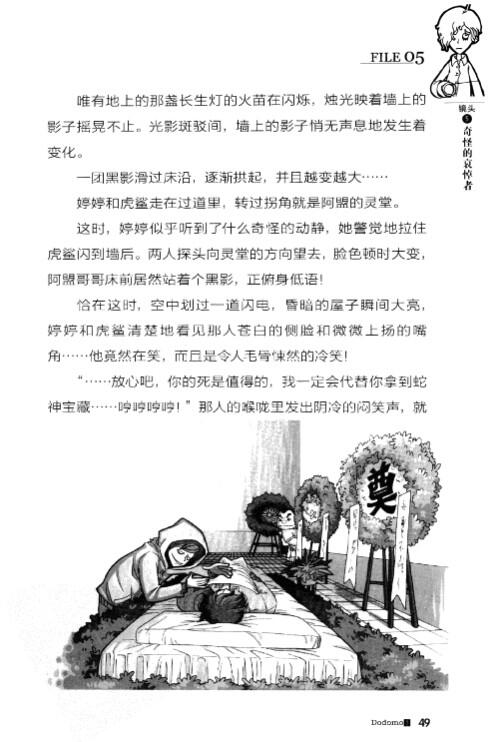 FILE 05
镜头
5
奇怪的哀悼者
唯有地上的那盏长生灯的火苗在闪烁，烛光映着墙上的
影子摇晃不止。光影斑驳间，墙上的影子悄无声息地发生着
变化。
一团黑影滑过床沿，逐渐拱起，并且越变越大……
婷婷和虎鲨走在过道里，转过拐角就是阿盟的灵堂。
这时，婷婷似乎听到了什么奇怪的动静，她警觉地拉住
虎鲨闪到墙后。两人探头向灵堂的方向望去，脸色顿时大变，
阿盟哥哥床前居然站着个黑影，正俯身低语！
恰在这时，空中划过一道闪电，昏暗的屋子瞬间大亮，
婷婷和虎鲨清楚地看见那人苍白的侧脸和微微上扬的嘴
角……他竟然在笑，而且是令人毛骨悚然的冷笑！
“……放心吧，你的死是值得的，我一定会代替你拿到蛇
神宝藏……哼哼哼哼！”那人的喉咙里发出阴冷的闷笑声，就
奠
Dodomo 49